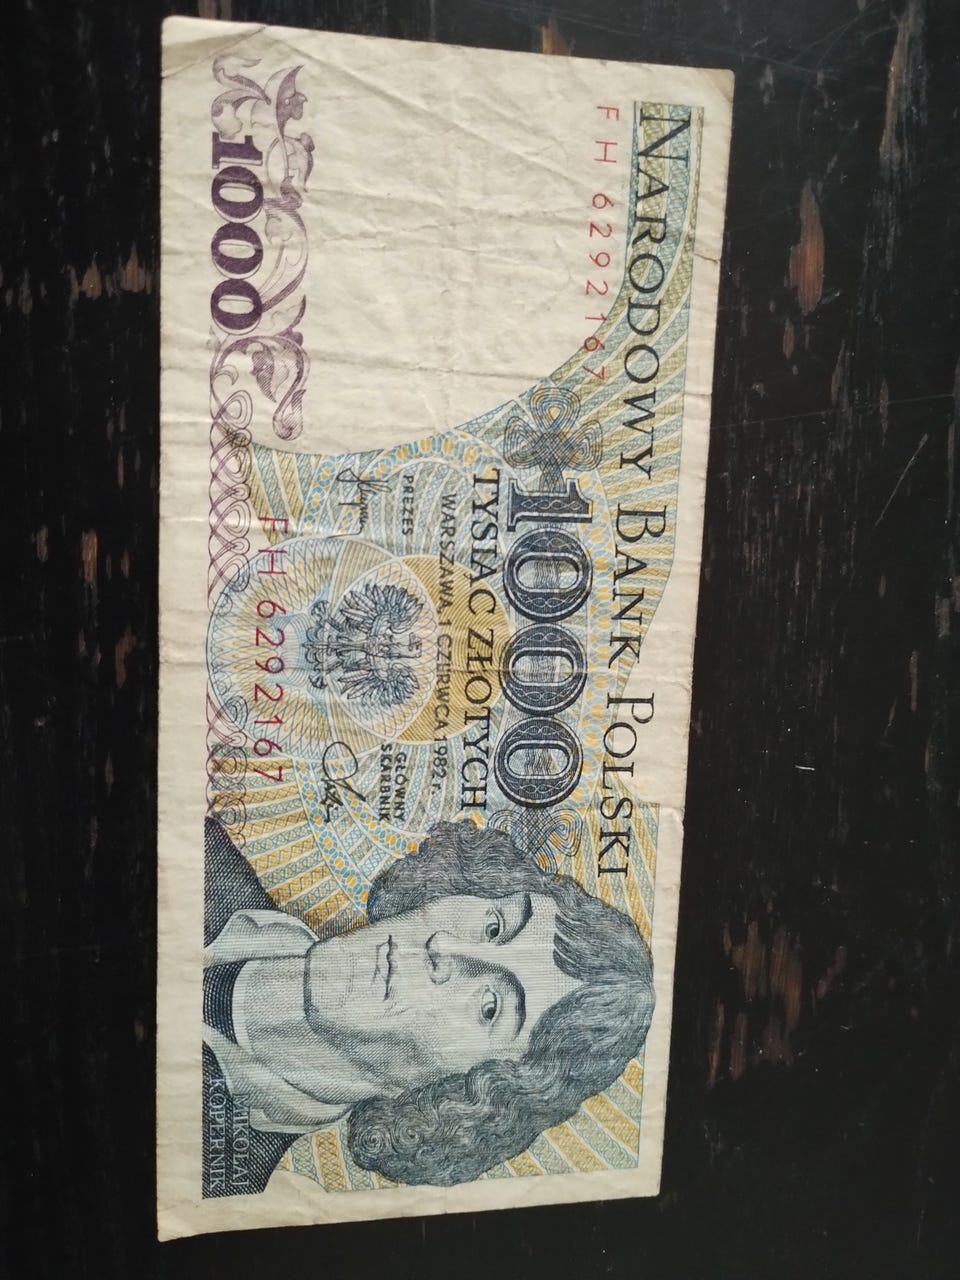 NARODOWY BANK POLSKI
FH 6292167
1000
TYSIĄC ZŁOTYCH
WARSZAWA 1 CZERWCA 1982 r.
PREZES
GŁÓWNY
SKARBNIK
FH 6292167
1000
MIKOŁAJ
KOPERNIK